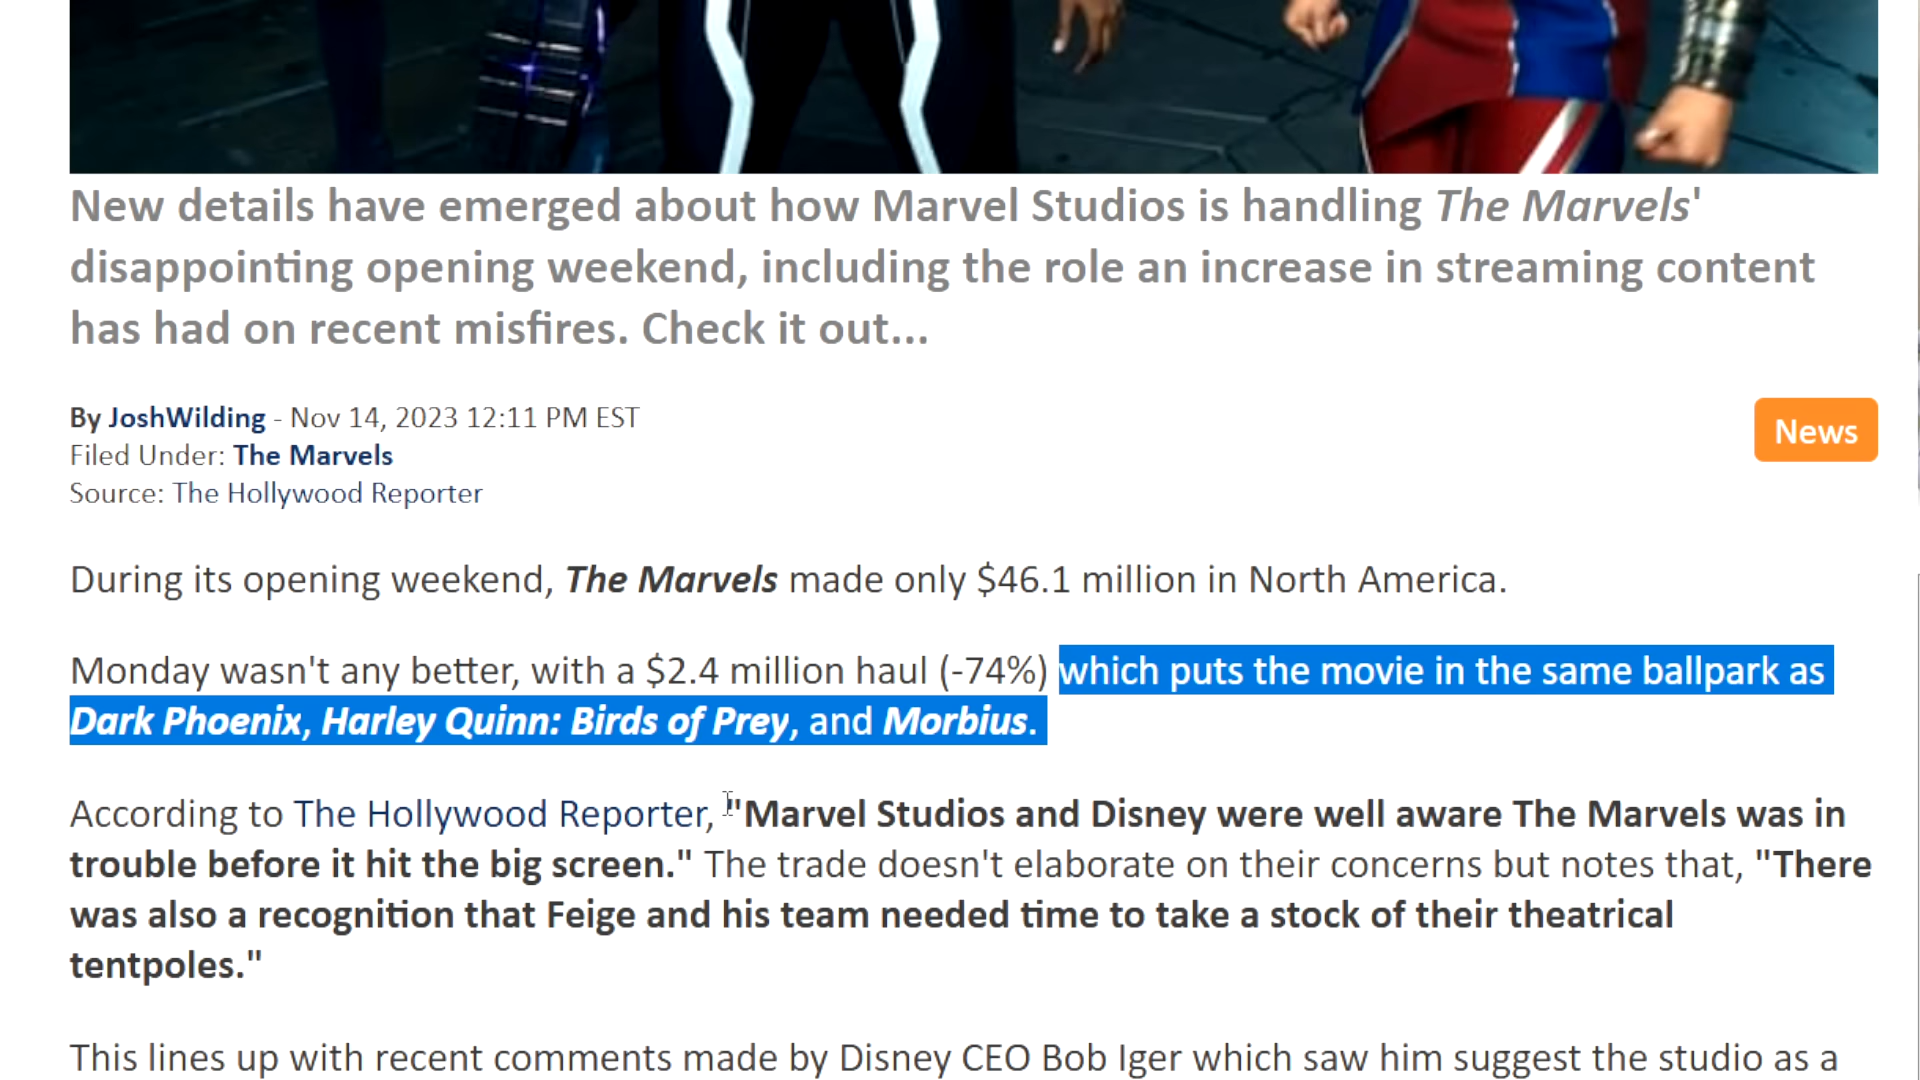 New details have emerged about how Marvel Studios is handling The Marvels'
disappointing opening weekend, including the role an increase in streaming content
has had on recent misfires. Check it out...
By JoshWilding - Nov 14, 2023 12:11 PM EST
News
Filed Under: The Marvels
Source: The Hollywood Reporter
During its opening weekend, The Marvels made only $46.1 million in North America.
Monday wasn't any better, with a $2.4 million haul (-74%) which puts the movie in the same ballpark as
Dark Phoenix, Harley Quinn: Birds of Prey, and Morbius.
According to The Hollywood Reporter, "Marvel Studios and Disney were well aware The Marvels was in
trouble before it hit the big screen." The trade doesn't elaborate on their concerns but notes that, "There
was also a recognition that Feige and his team needed time to take a stock of their theatrical
tentpoles."
This lines up with recent comments made by Disney CEO Bob Iger which saw him suggest the studio as a